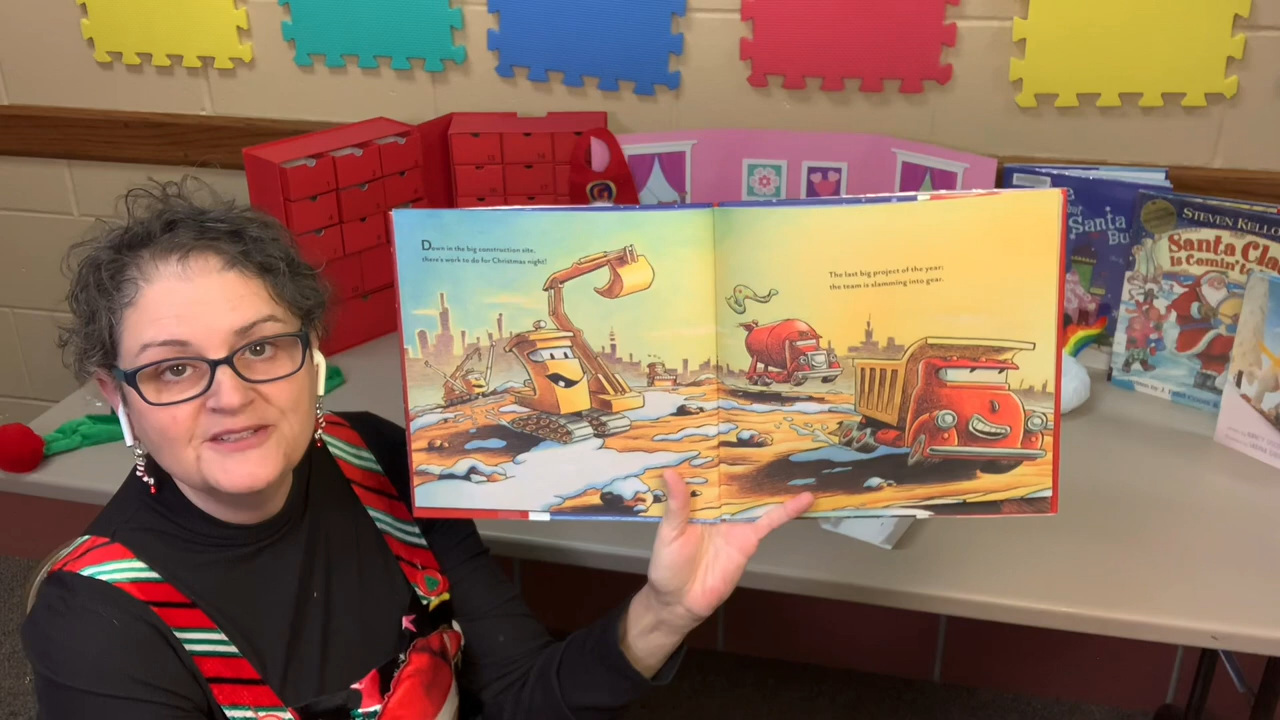 Down in the big construction site,
there's work to do for Christmas night!
The last big project of the year:
the team is slamming into gear.
Santa
STEVEN KELLO
Santa Cla
is Comin' t